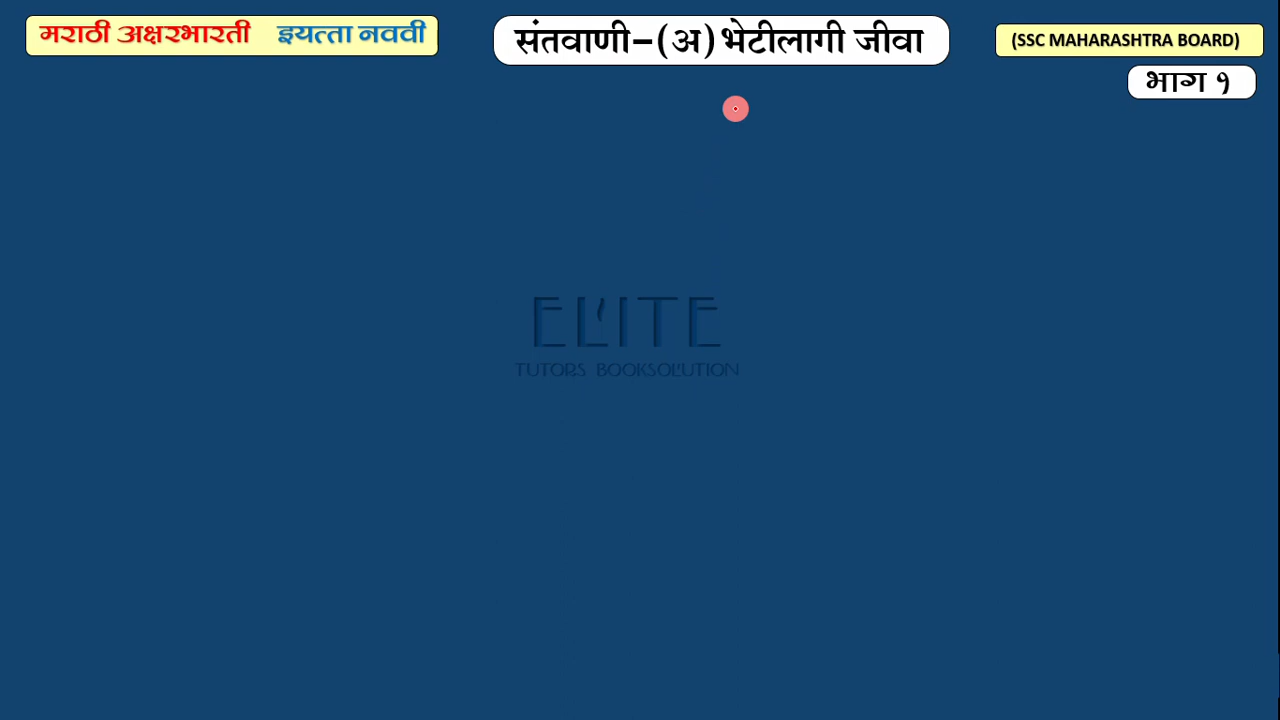 मराठी अक्षरभारती इयत्ता नववी
संतवाणी-(अ) भेटीलागी जीवा
(SSC MAHARASHTRA BOARD)
भाग १
ELITE
TUTORS BOOKSOLUTION